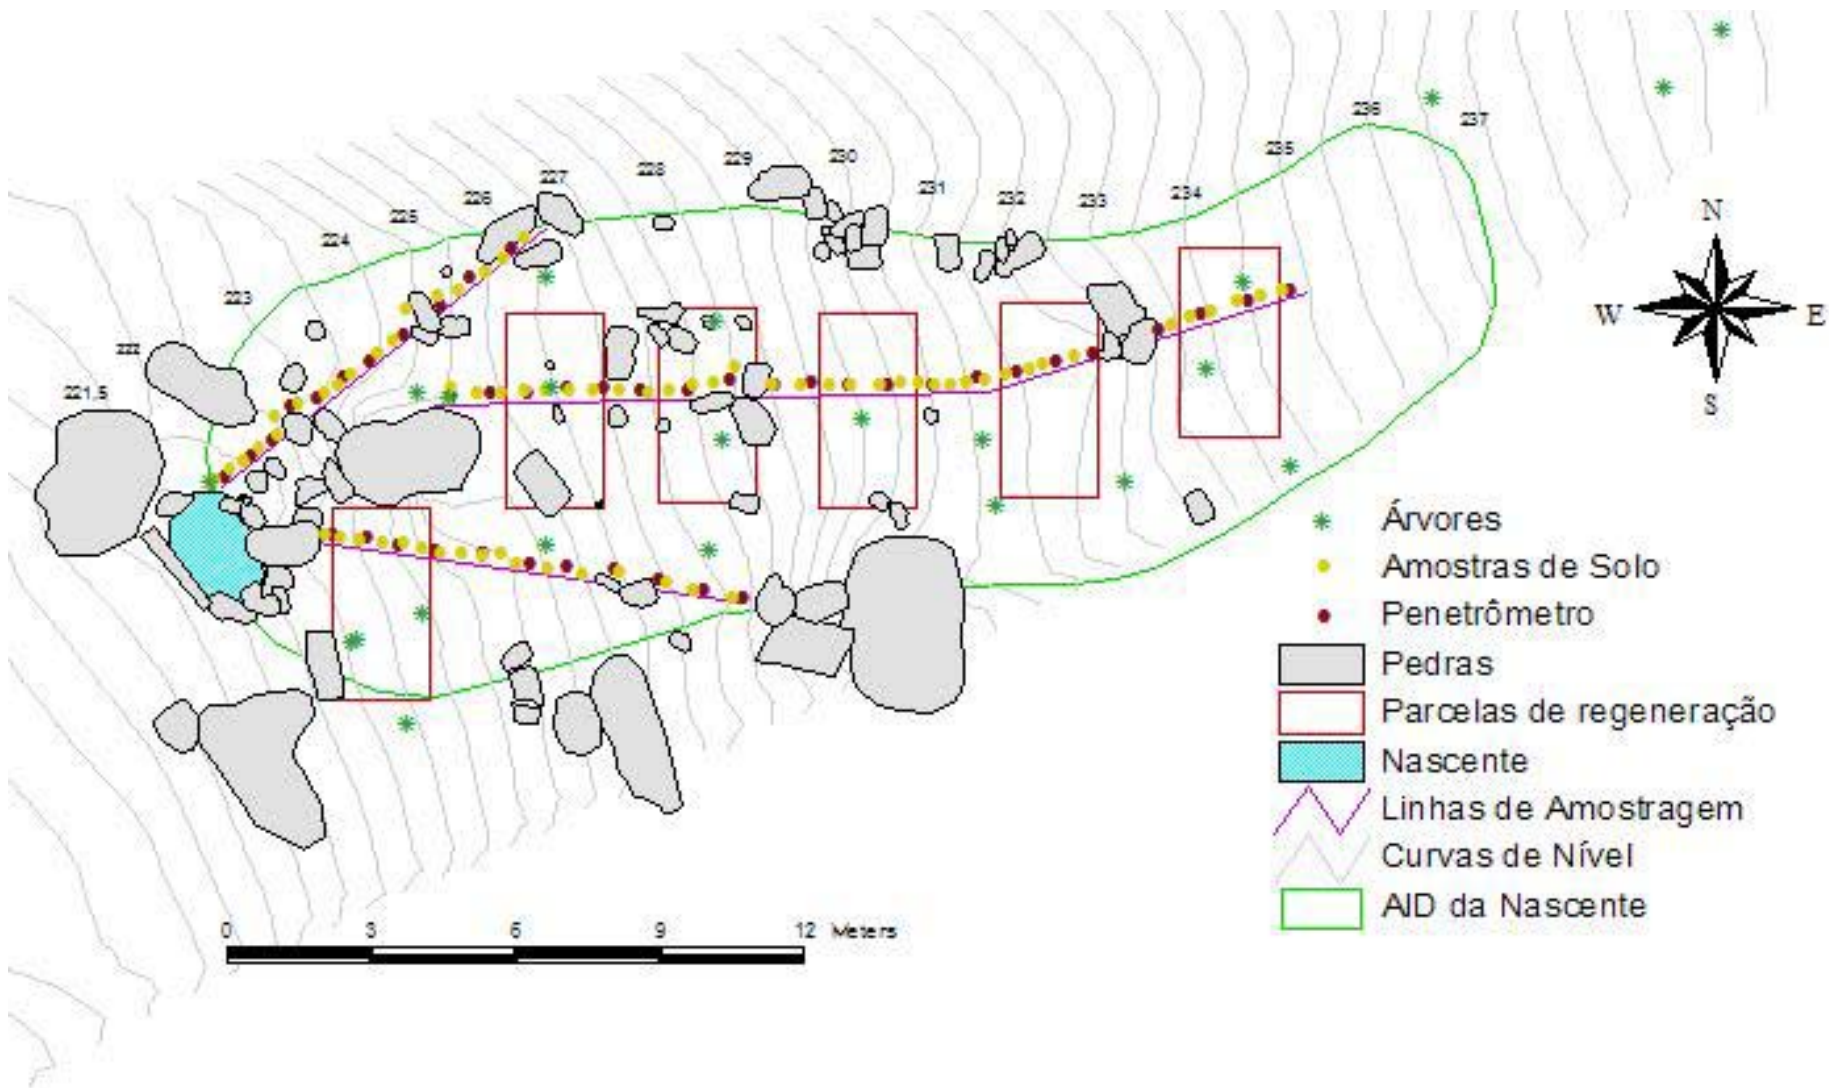 236
237
235
229
230
227
228
231
232
233
234
226
225
224
223
222
221,5
N
W
E
S
Árvores
Amostras de Solo
Penetrômetro
Pedras
Parcelas de regeneração
Nascente
Linhas de Amostragem
Curvas de Nível
AID da Nascente
0 3 6 9 12 Meters